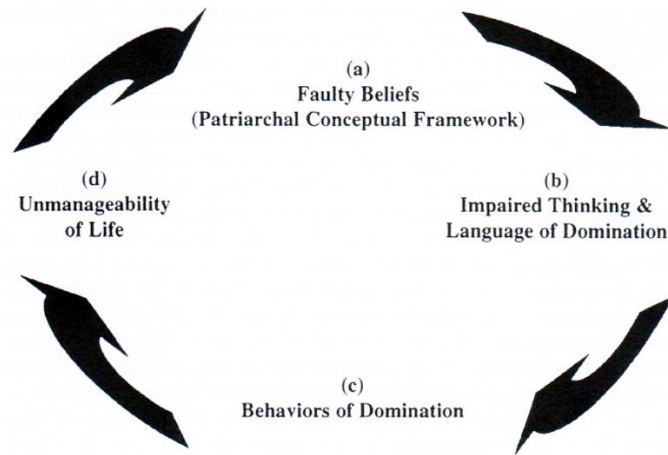 (a)
Faulty Beliefs
(Patriarchal Conceptual Framework)
(d)
Unmanageability
of Life
(b)
Impaired Thinking &
Language of Domination
(c)
Behaviors of Domination